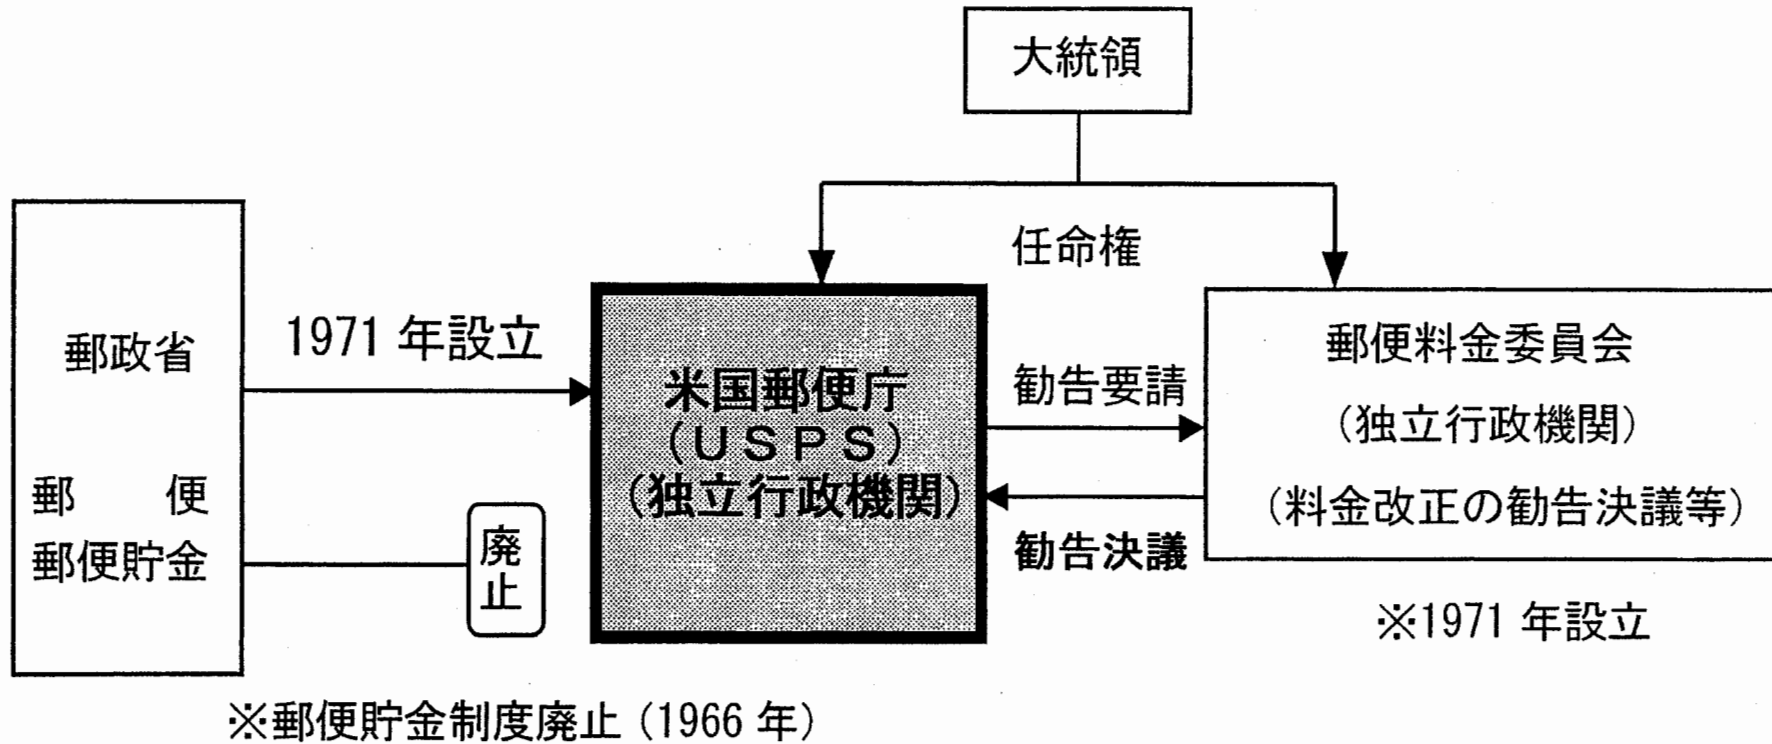 大統領
任命権
郵政省
郵　便
郵便貯金
1971 年設立
廃止
米国郵便庁
（ＵＳＰＳ）
（独立行政機関）
勧告要請
勧告決議
郵便料金委員会
（独立行政機関）
（料金改正の勧告決議等）
※1971 年設立
※郵便貯金制度廃止（1966 年）